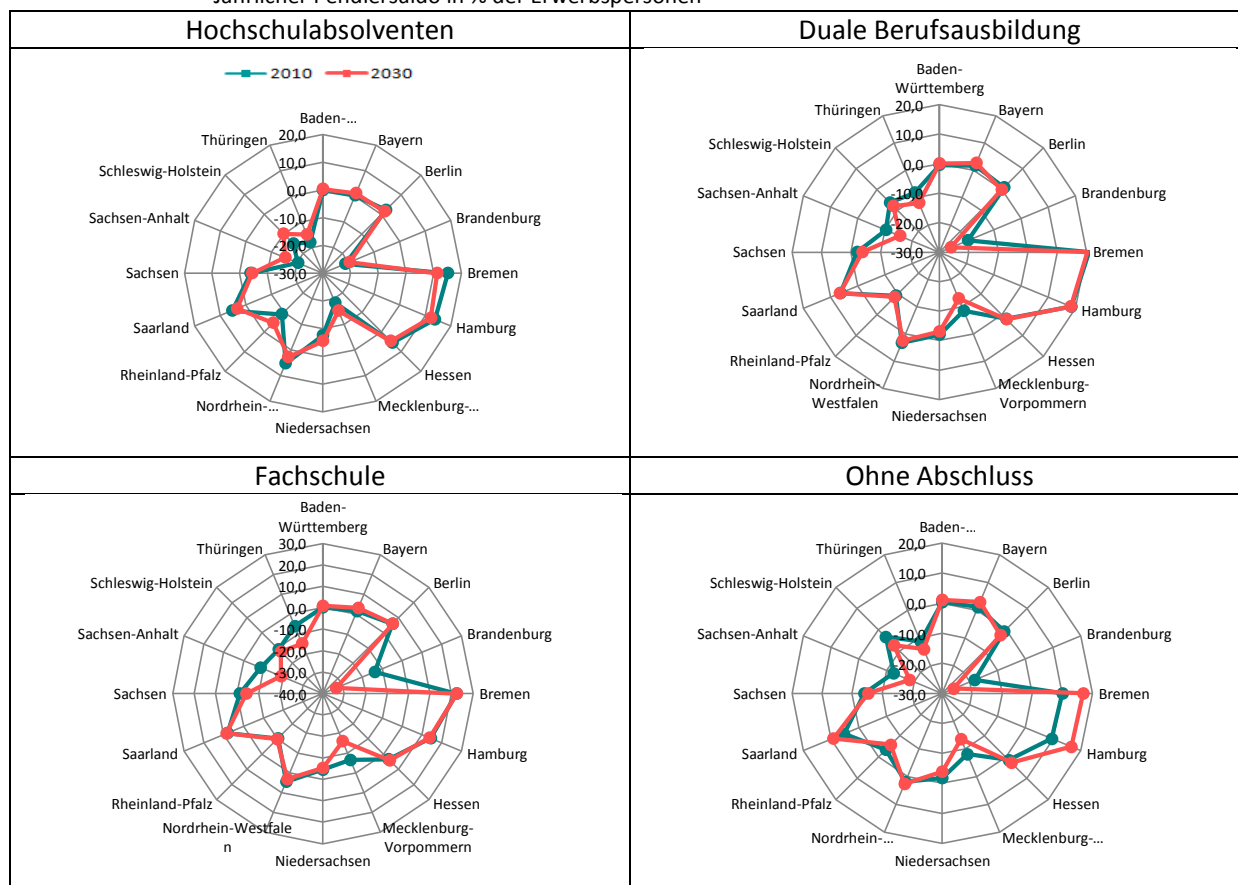 Jährlicher Pendlersaldo in % der Erwerbspersonen
Hochschulabsolventen
2010 2030
Baden-...
Bayern
Berlin
Brandenburg
Bremen
Hamburg
Hessen
Mecklenburg-...
Niedersachsen
Nordrhein-...
Rheinland-Pfalz
Saarland
Sachsen
Sachsen-Anhalt
Schleswig-Holstein
Thüringen
20,0
10,0
0,0
-10,0
-20,0
-30,0
Duale Berufsausbildung
Baden-
Württemberg
Bayern
Berlin
Brandenburg
Bremen
Hamburg
Hessen
Mecklenburg-
Vorpommern
Niedersachsen
Nordrhein-
Westfalen
Rheinland-Pfalz
Saarland
Sachsen
Sachsen-Anhalt
Schleswig-Holstein
Thüringen
20,0
10,0
0,0
-10,0
-20,0
-30,0
Fachschule
Baden-
Württemberg
Bayern
Berlin
Brandenburg
Bremen
Hamburg
Hessen
Mecklenburg-
Vorpommern
Niedersachsen
Nordrhein-Westfale
n
Rheinland-Pfalz
Saarland
Sachsen
Sachsen-Anhalt
Schleswig-Holstein
Thüringen
30,0
20,0
10,0
0,0
-10,0
-20,0
-30,0
-40,0
Ohne Abschluss
Baden-...
Bayern
Berlin
Brandenburg
Bremen
Hamburg
Hessen
Mecklenburg-...
Niedersachsen
Nordrhein-...
Rheinland-Pfalz
Saarland
Sachsen
Sachsen-Anhalt
Schleswig-Holstein
Thüringen
20,0
10,0
0,0
-10,0
-20,0
-30,0